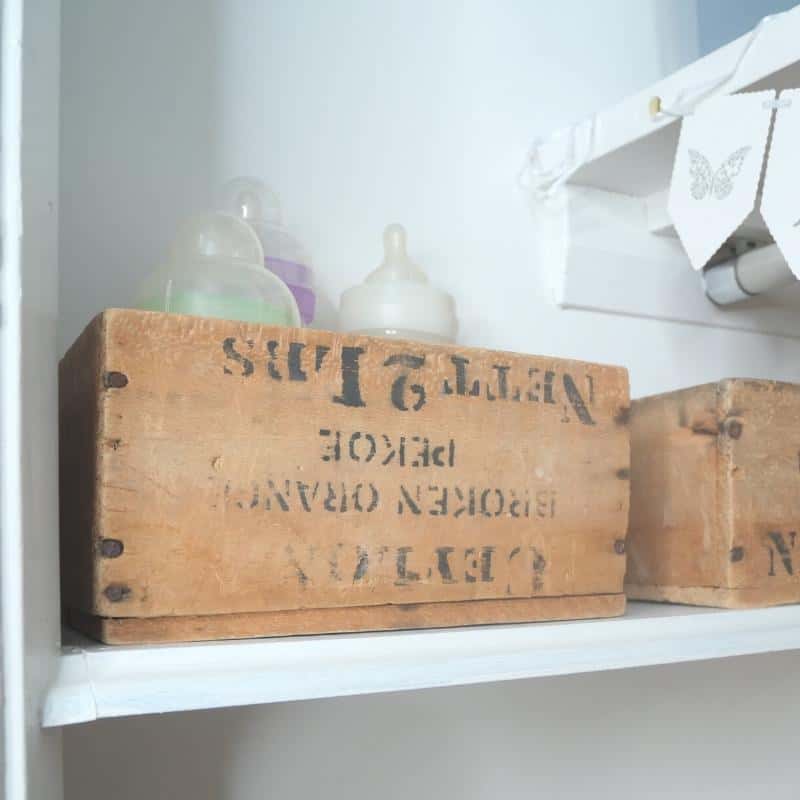 CEYLON
BROKEN ORANGE
PEKOE
NETT 2 LBS